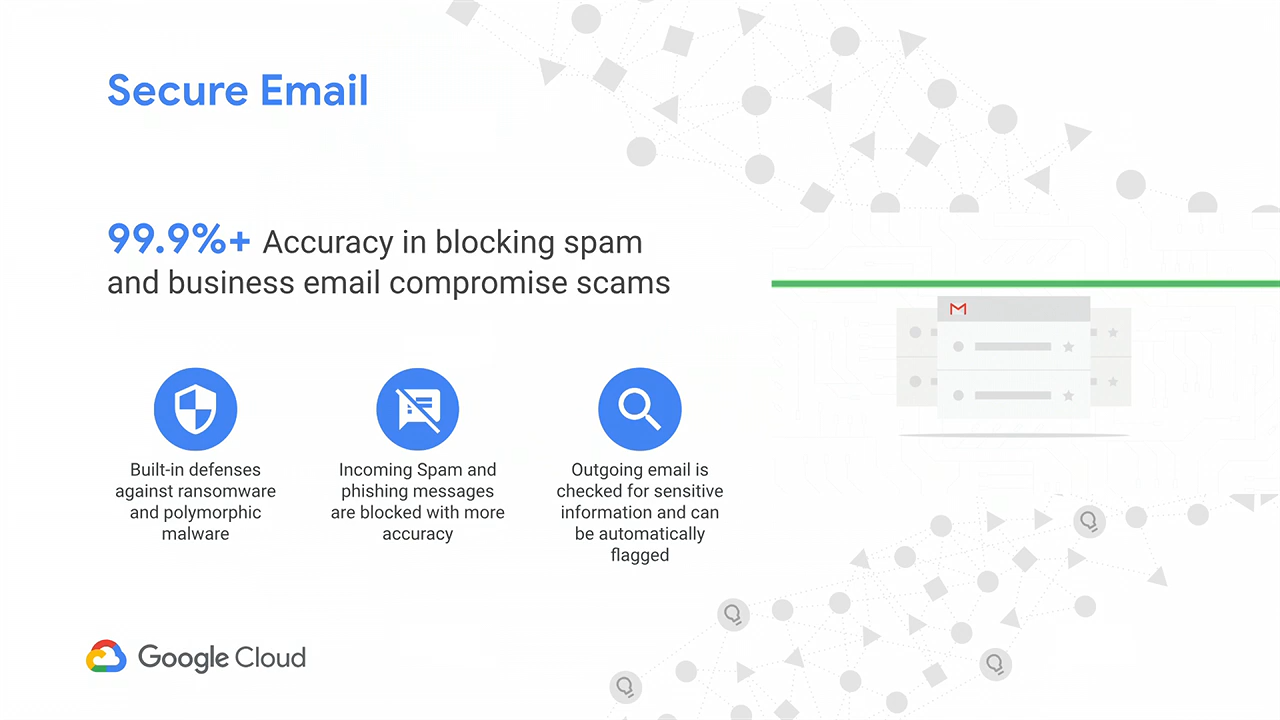 Secure Email
99.9%+ Accuracy in blocking spam
and business email compromise scams
Built-in defenses
against ransomware
and polymorphic
malware
Incoming Spam and
phishing messages
are blocked with more
accuracy
Outgoing email is
checked for sensitive
information and can
be automatically
flagged
Google Cloud